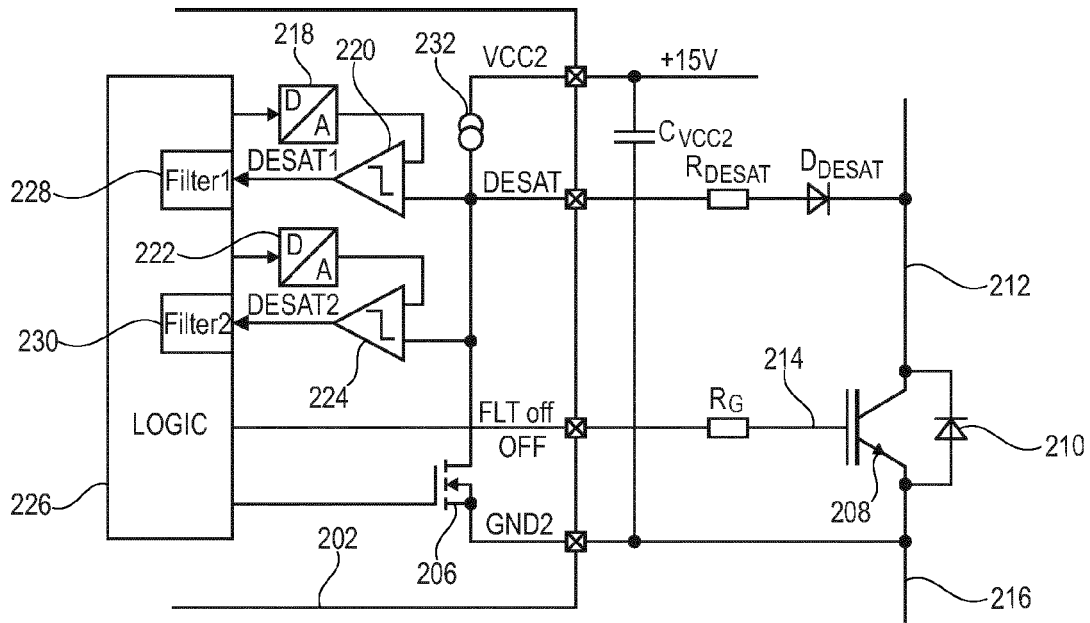 218
220
232
VCC2
+15V
D
A
CVCC2
RDESAT
DDESAT
DESAT1
DESAT
228
Filter1
222
D
A
212
DESAT2
230
Filter2
224
214
FLT off
RG
LOGIC
OFF
210
208
226
GND2
202
206
216